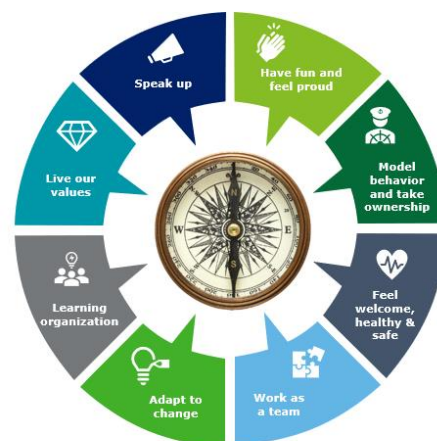 Speak up
Have fun and
feel proud
Model
behavior
and take
ownership
Feel
welcome,
healthy &
safe
Work as
a team
Adapt to
change
Learning
organization
Live our
values
N
E
S
W